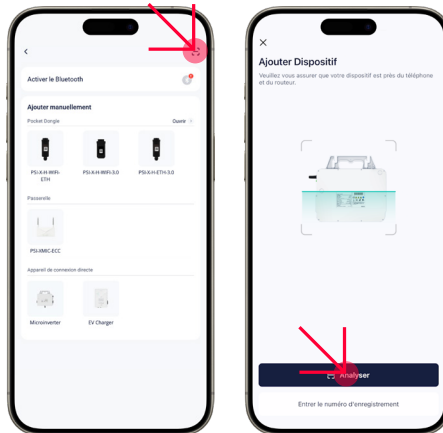 Activer le Bluetooth
Ajouter manuellement
Pocket Dongle
Ouvrir
PSI-X-H-WIFI-
ETH
PSI-X-H-WIFI-3.0
PSI-X-H-ETH-3.0
Passerelle
PSI-XMIC-ECC
Appareil de connexion directe
Microinverter
EV Charger
Ajouter Dispositif
Veuillez vous assurer que votre dispositif est près du téléphone
et du routeur.
Analyser
Entrer le numéro d'enregistrement